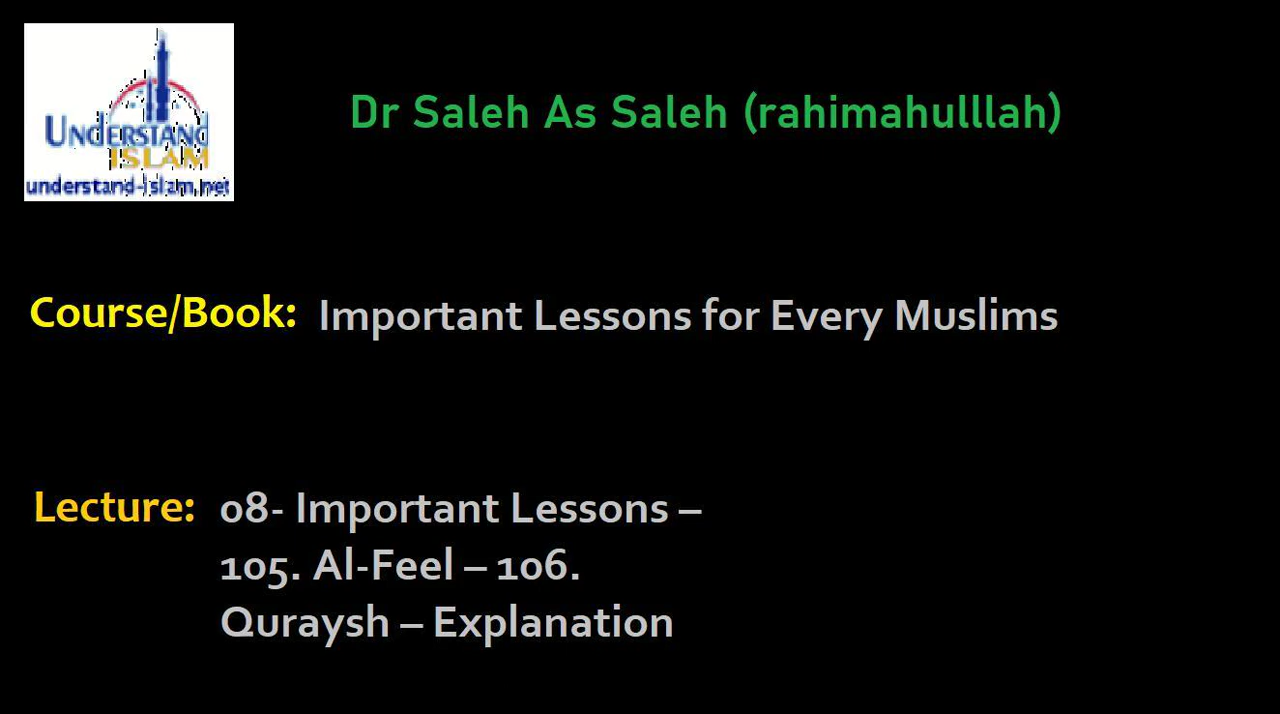 UNDERSTAND
ISLAM
understand-islam.net
Dr Saleh As Saleh (rahimahulllah)
Course/Book: Important Lessons for Every Muslims
Lecture: 08- Important Lessons –
105. Al-Feel – 106.
Quraysh – Explanation